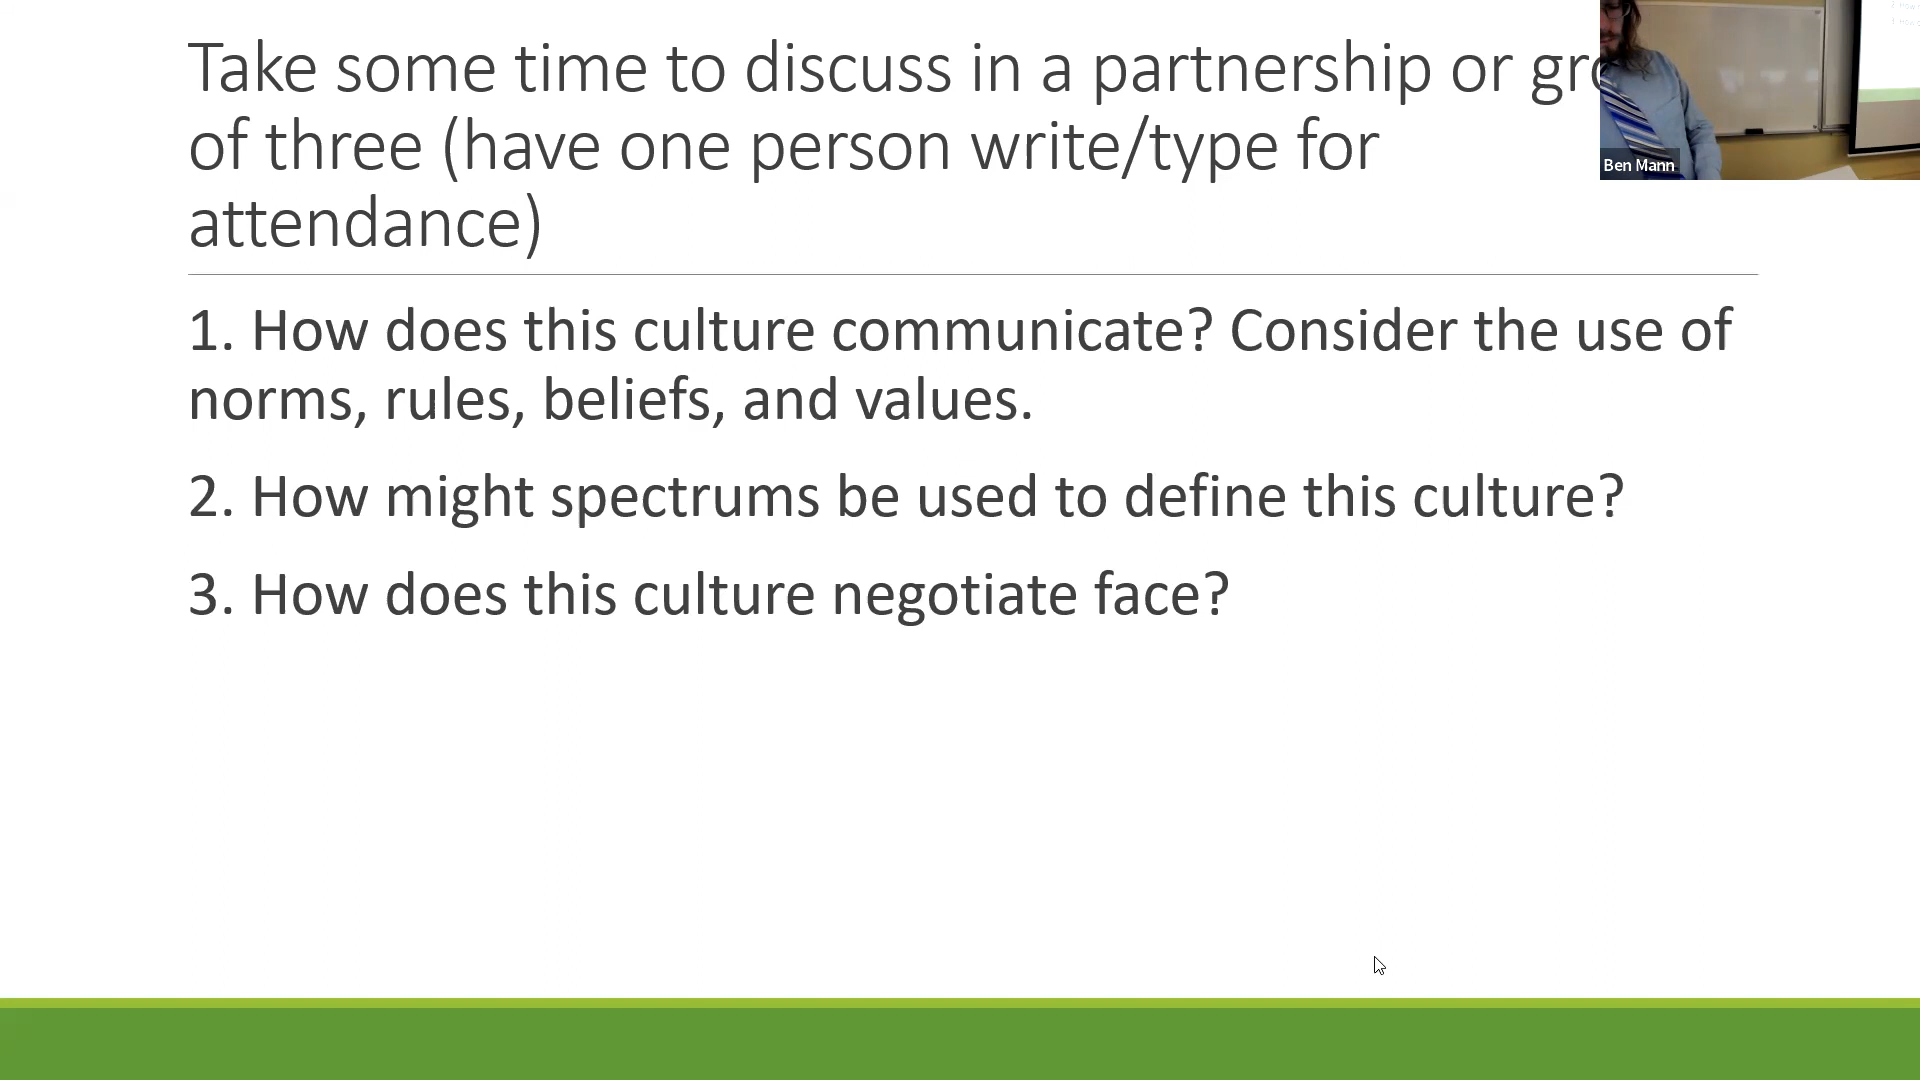 Take some time to discuss in a partnership or
of three (have one person write/type for
attendance)
Ben Mann
1. How does this culture communicate? Consider the use of
norms, rules, beliefs, and values.
2. How might spectrums be used to define this culture?
3. How does this culture negotiate face?